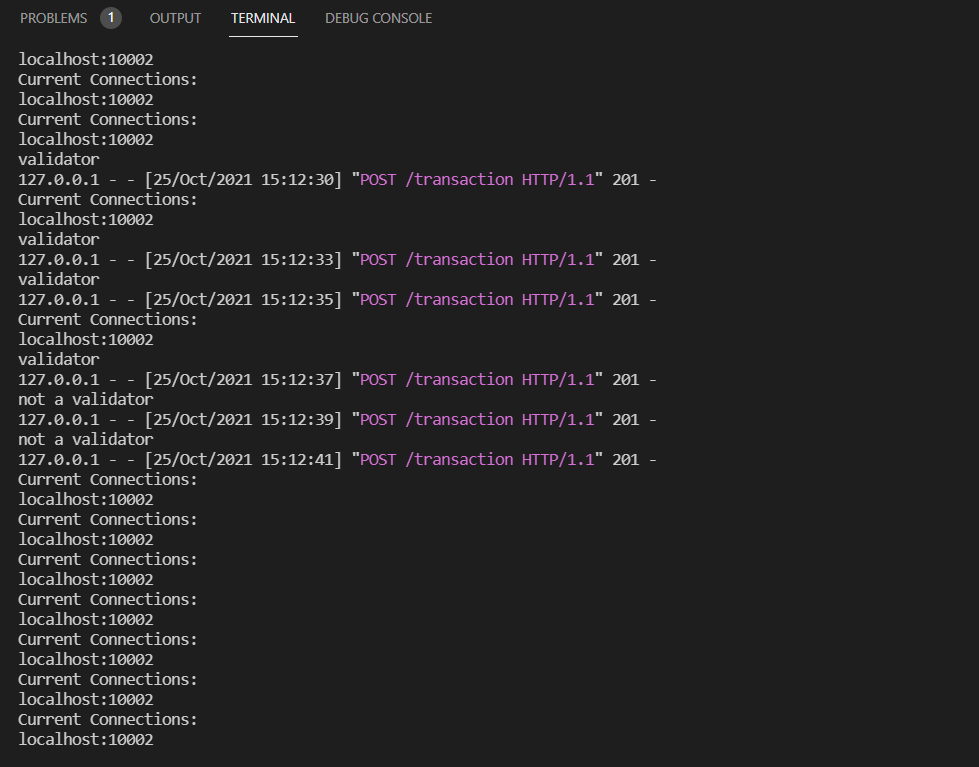 PROBLEMS 1 OUTPUT TERMINAL DEBUG CONSOLE
localhost:10002
Current Connections:
localhost:10002
Current Connections:
localhost:10002
validator
127.0.0.1 - - [25/Oct/2021 15:12:30] "POST /transaction HTTP/1.1" 201 -
Current Connections:
localhost:10002
validator
127.0.0.1 - - [25/Oct/2021 15:12:33] "POST /transaction HTTP/1.1" 201 -
validator
127.0.0.1 - - [25/Oct/2021 15:12:35] "POST /transaction HTTP/1.1" 201 -
Current Connections:
localhost:10002
validator
127.0.0.1 - - [25/Oct/2021 15:12:37] "POST /transaction HTTP/1.1" 201 -
not a validator
127.0.0.1 - - [25/Oct/2021 15:12:39] "POST /transaction HTTP/1.1" 201 -
not a validator
127.0.0.1 - - [25/Oct/2021 15:12:41] "POST /transaction HTTP/1.1" 201 -
Current Connections:
localhost:10002
Current Connections:
localhost:10002
Current Connections:
localhost:10002
Current Connections:
localhost:10002
Current Connections:
localhost:10002
Current Connections:
localhost:10002
Current Connections:
localhost:10002